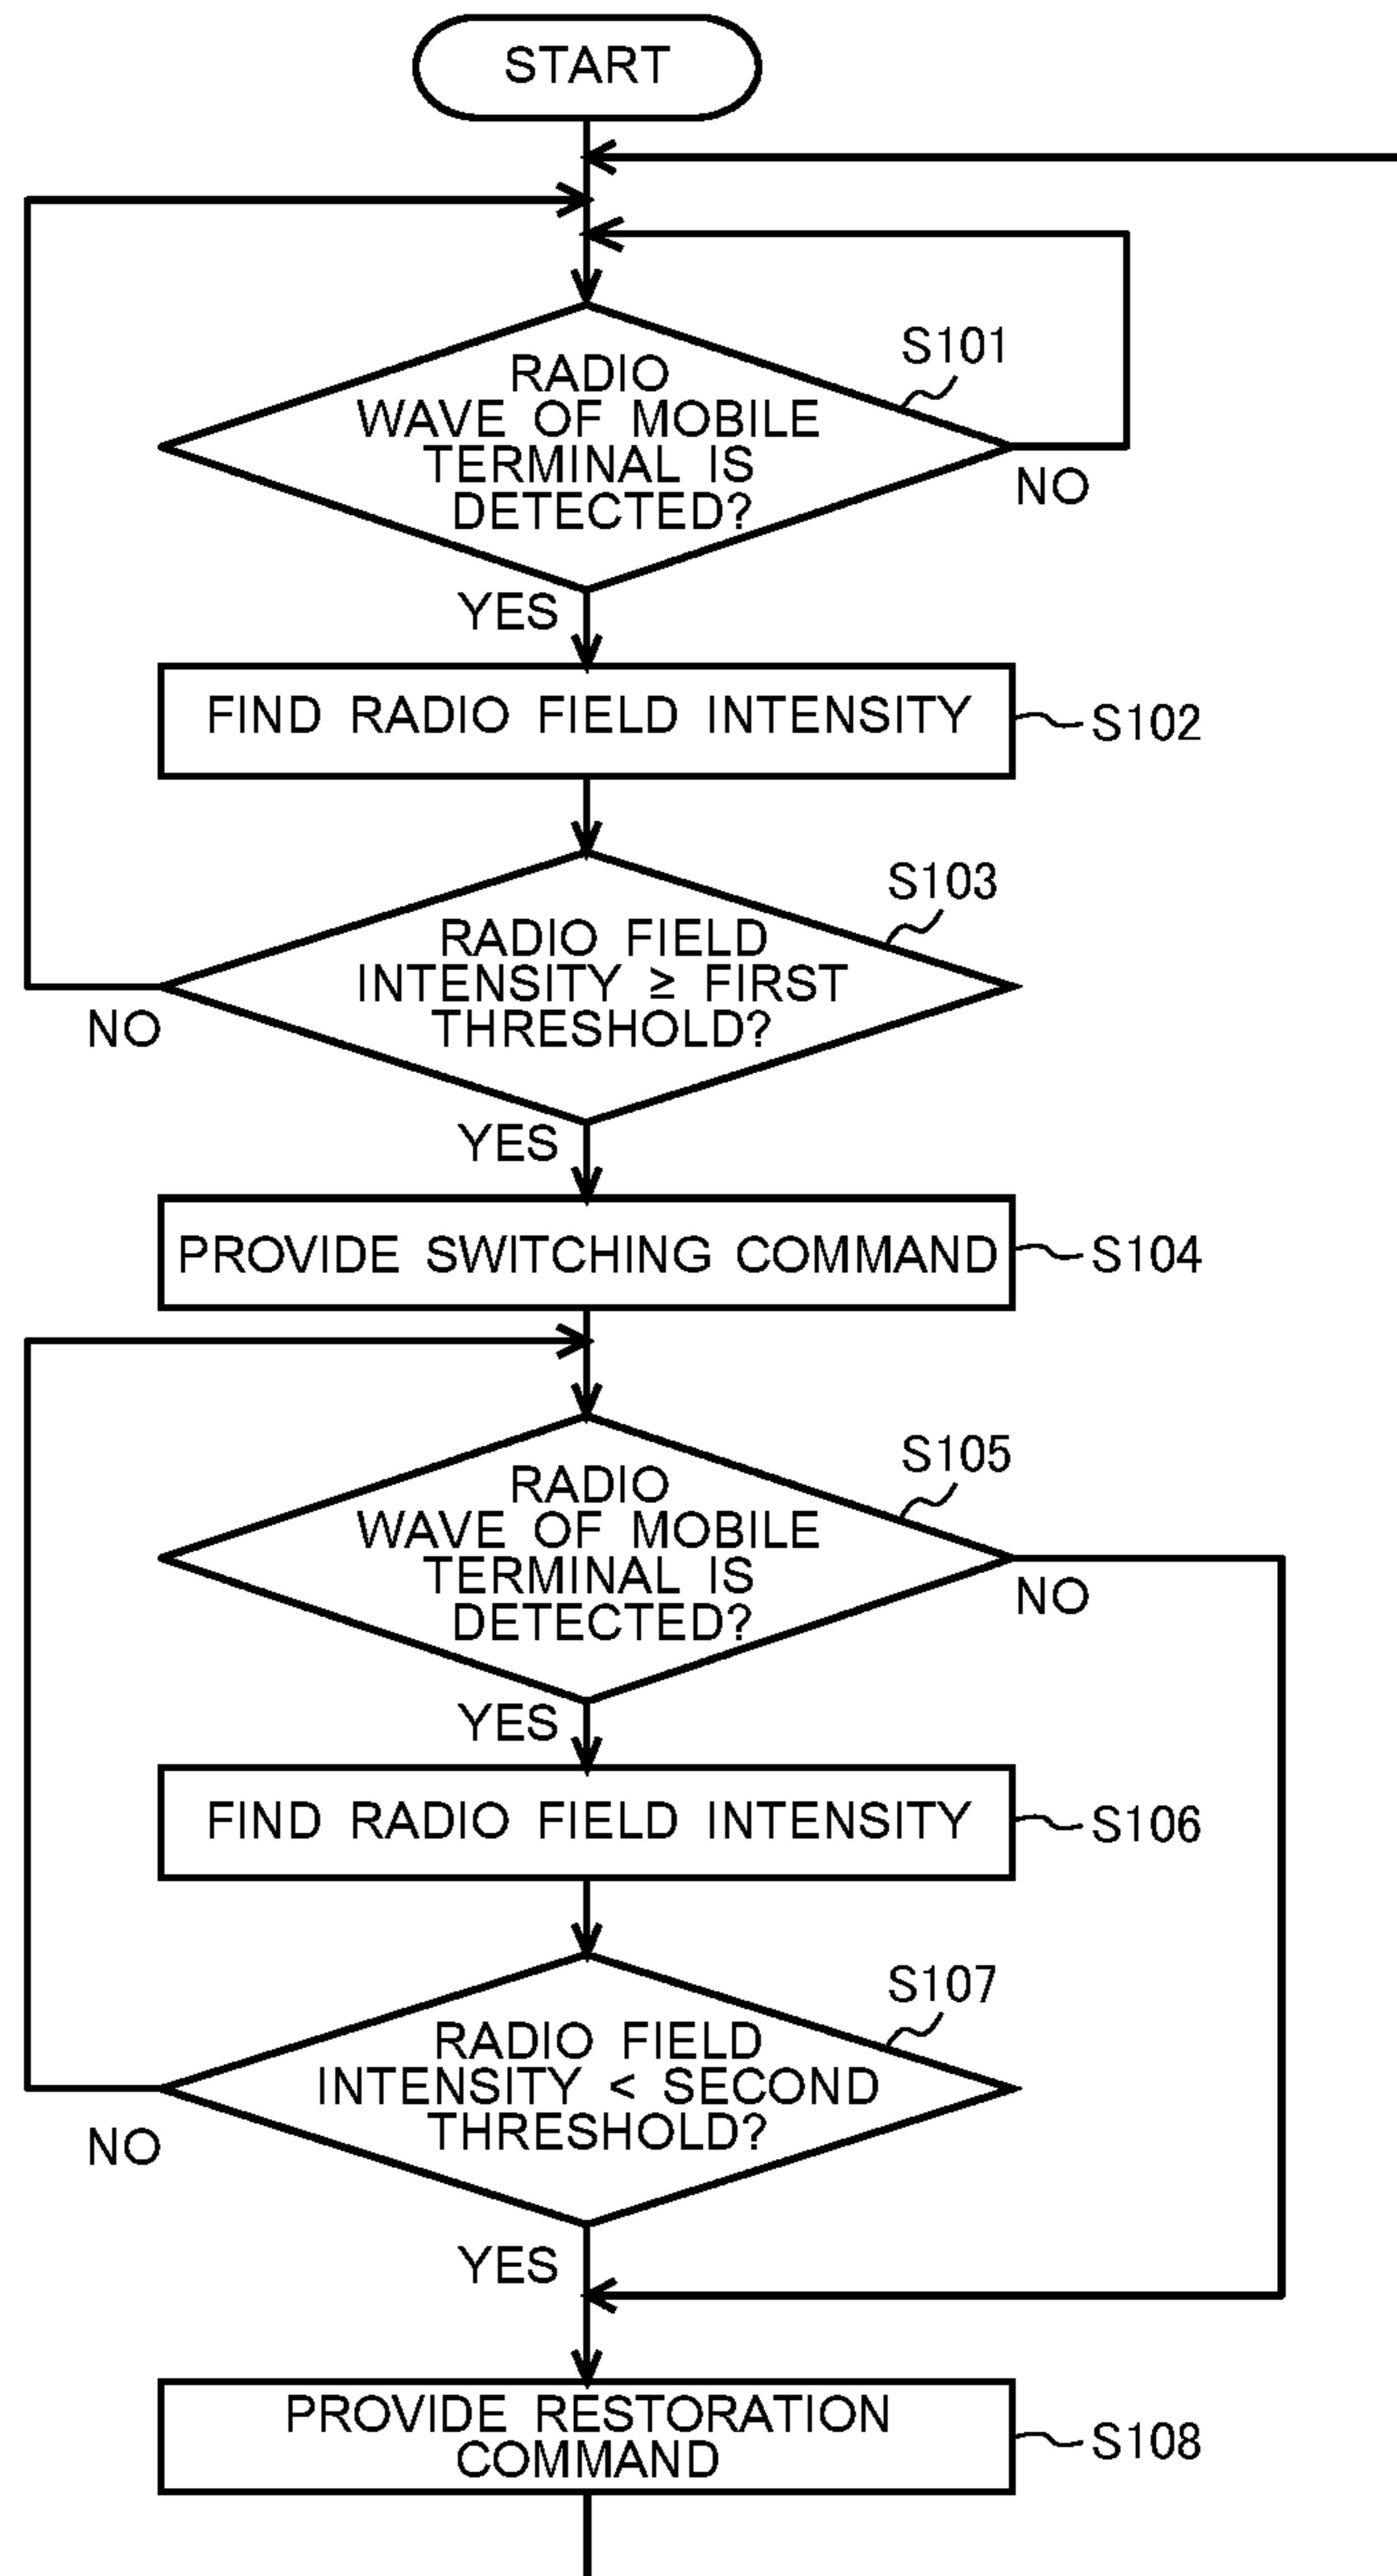 START
S101
RADIO
WAVE OF MOBILE
TERMINAL IS
DETECTED?
NO
YES
FIND RADIO FIELD INTENSITY
S102
S103
RADIO FIELD
INTENSITY ≥ FIRST
THRESHOLD?
NO
YES
PROVIDE SWITCHING COMMAND
S104
S105
RADIO
WAVE OF MOBILE
TERMINAL IS
DETECTED?
NO
YES
FIND RADIO FIELD INTENSITY
S106
S107
RADIO FIELD
INTENSITY < SECOND
THRESHOLD?
NO
YES
PROVIDE RESTORATION
COMMAND
S108